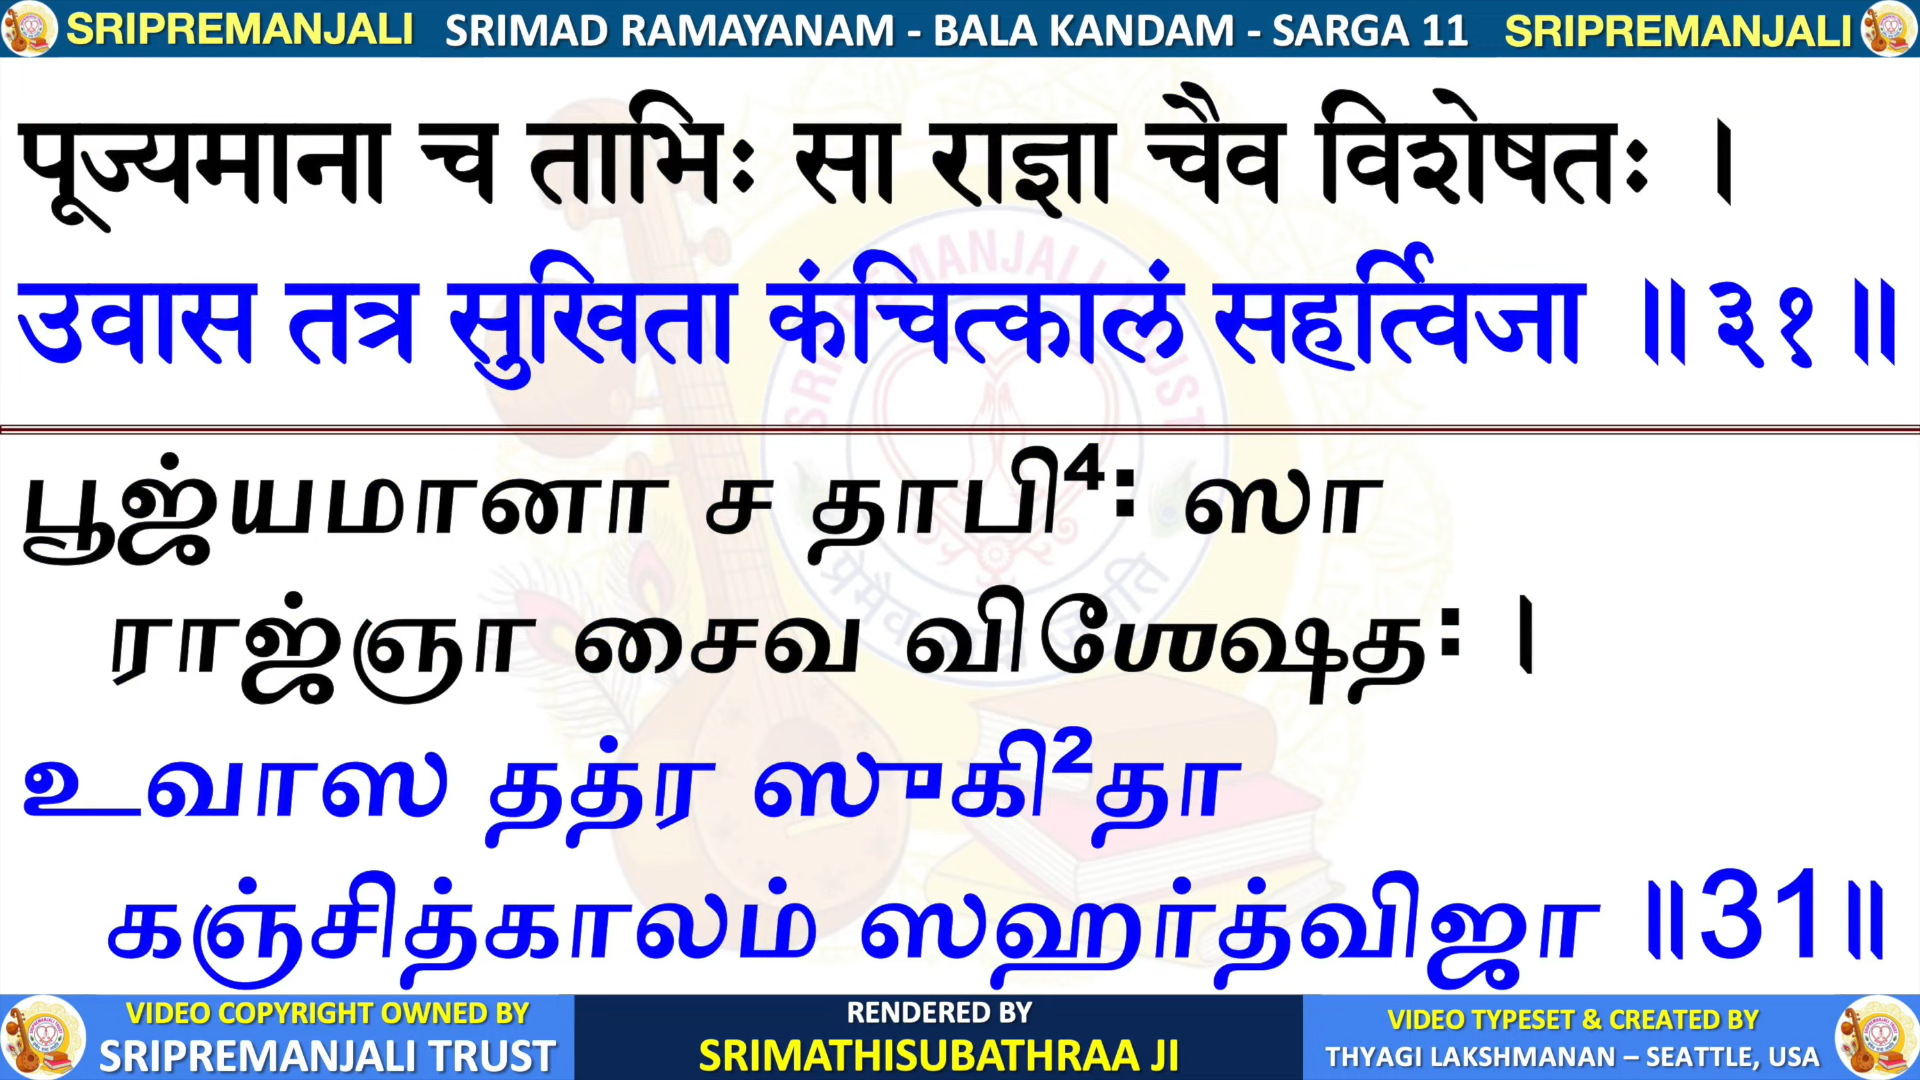 SRIPREMANJALI SRIMAD RAMAYANAM - BALA KANDAM - SARGA 11 SRIPREMANJALI
पूज्यमाना च ताभिः सा राज्ञा चैव विशेषतः ।
उवास तत्र सुखिता कंचित्कालं सहर्त्विजा ॥३१॥
பூஜ்யமானா ச தாபி⁴: ஸா
ராஜ்ஞா சைவ விஶேஷத: ।
உவாஸ தத்ர ஸுகி²தா
கஞ்சித்காலம் ஸஹர்த்விஜா ॥31॥
VIDEO COPYRIGHT OWNED BY
SRIPREMANJALI TRUST
RENDERED BY
SRIMATHISUBATHRAA JI
VIDEO TYPESET & CREATED BY
THYAGI LAKSHMANAN – SEATTLE, USA